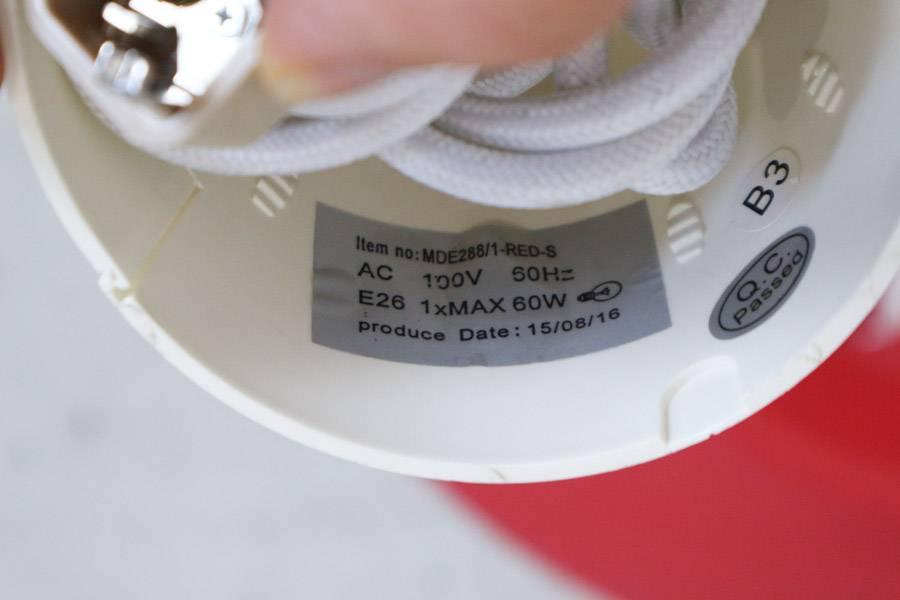 Item no: MDE288/1-RED-S
AC 100V 60Hz
E26 1xMAX 60W
produce Date: 15/08/16
B3
Q.C.
Passed